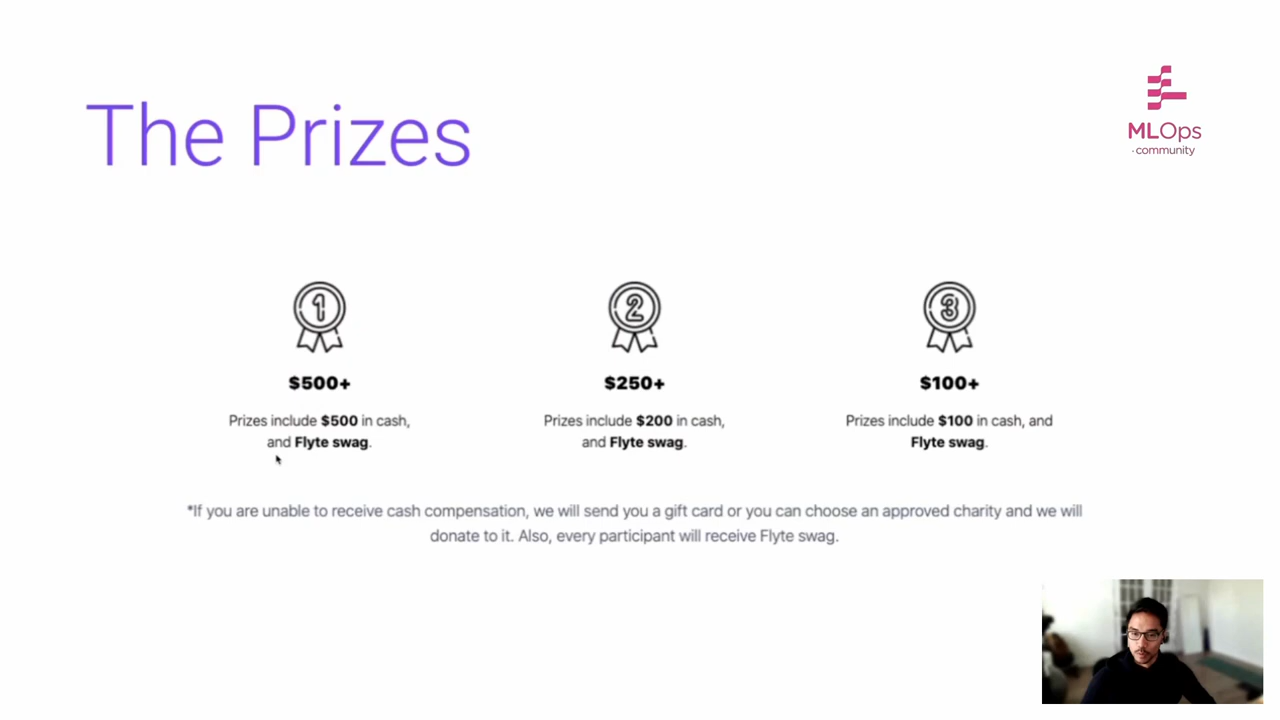 The Prizes
MLOps
community
1
2
3
$500+
$250+
$100+
Prizes include $500 in cash,
and Flyte swag.
Prizes include $200 in cash,
and Flyte swag.
Prizes include $100 in cash, and
Flyte swag.
*If you are unable to receive cash compensation, we will send you a gift card or you can choose an approved charity and we will
donate to it. Also, every participant will receive Flyte swag.